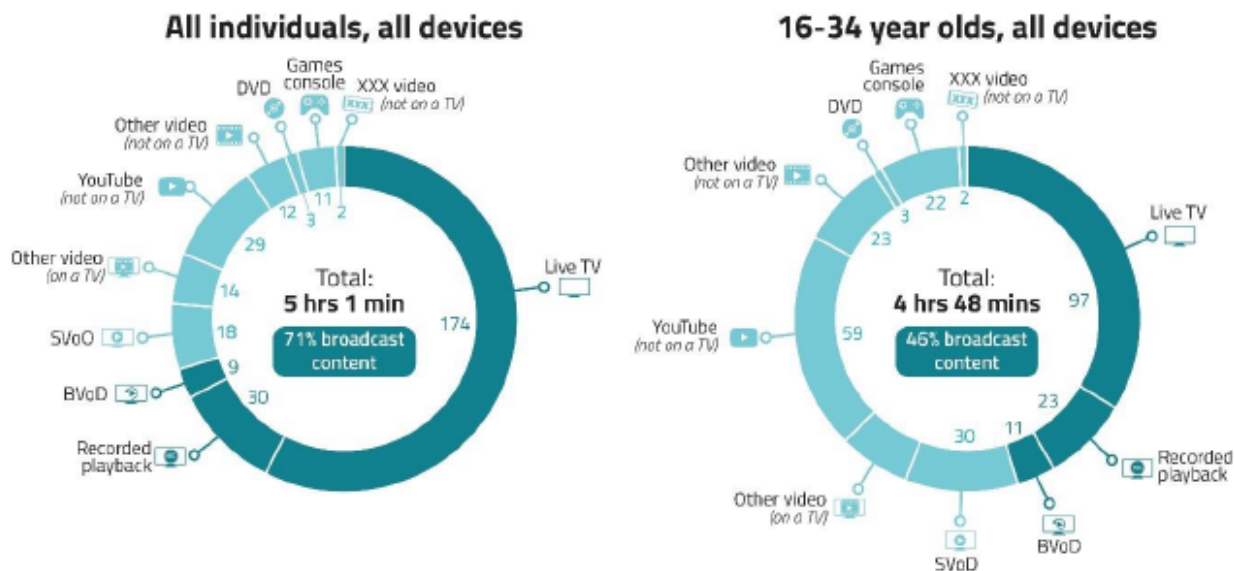 All individuals, all devices
Games
console
XXX video
(not on a TV)
DVD
XXX
Other video
(not on a TV)
YouTube
(not on a TV)
Other video
(on a TV)
SVoO
BVoD
Recorded
playback
Live TV
12
3
11
2
29
14
18
9
30
174
Total:
5 hrs 1 min
71% broadcast
content
16-34 year olds, all devices
Games
console
XXX video
(not on a TV)
DVD
XXX
Other video
(not on a TV)
YouTube
(not on a TV)
Other video
(on a TV)
SVoD
BVoD
Recorded
playback
Live TV
3
22
2
23
59
30
11
23
97
Total:
4 hrs 48 mins
46% broadcast
content